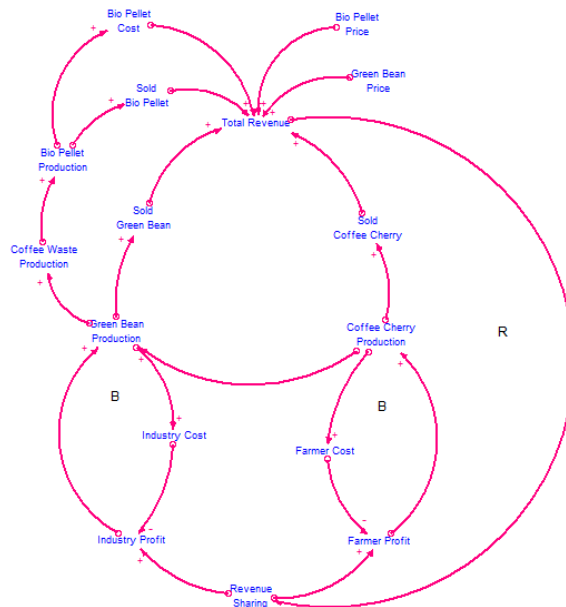 Bio Pellet
Cost
+
Bio Pellet
Price
Sold
Bio Pellet
+
Green Bean
Price
+
+
+
+
+
Total Revenue
+
+
Bio Pellet
Production
+
Sold
Green Bean
+
Sold
Coffee Cherry
+
Coffee Waste
Production
+
Green Bean
Production
+
+
Coffee Cherry
Production
+
R
B
B
Industry Cost
+
Farmer Cost
+
Industry Profit
-
+
Farmer Profit
-
+
Revenue
Sharing